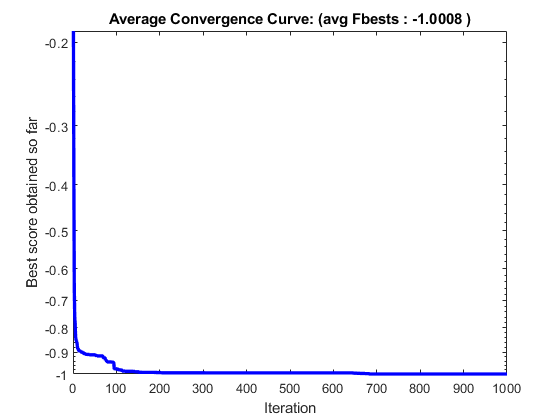 Average Convergence Curve: (avg Fbests : -1.0008 )
Best score obtained so far
-0.2
-0.3
-0.4
-0.5
-0.6
-0.7
-0.8
-0.9
-1
0 100 200 300 400 500 600 700 800 900 1000
Iteration